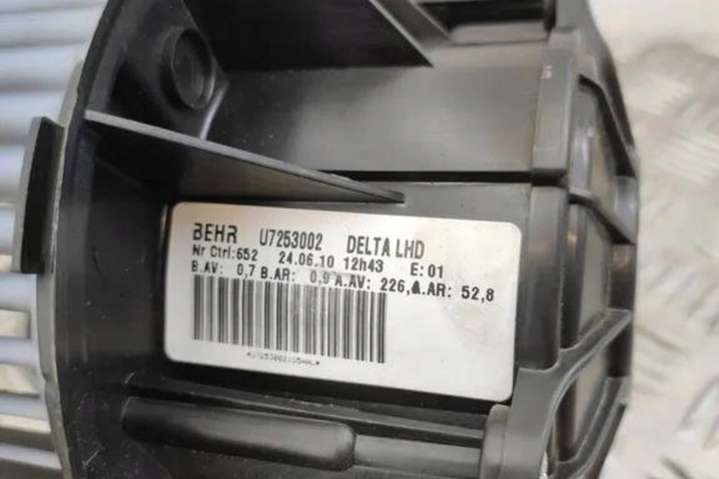 BEHR U7253002 DELTA LHD
Nr Ctrl:652 24.06.10 12h43 E:01
B.AV: 0,7 B.AR: 0,9 A.AV: 226, A.AR: 52,8